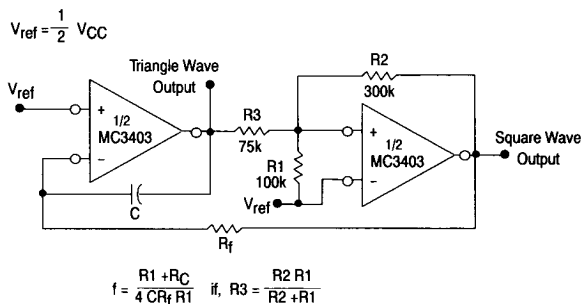 Vref = 1/2 VCC
Triangle Wave
Output
R2
300k
Vref
+
1/2
MC3403
−
R3
75k
+
1/2
MC3403
−
Square Wave
Output
R1
100k
C
Vref
Rf
f = R1 +RC / 4 CRf R1 if, R3 = R2 R1 / R2 +R1